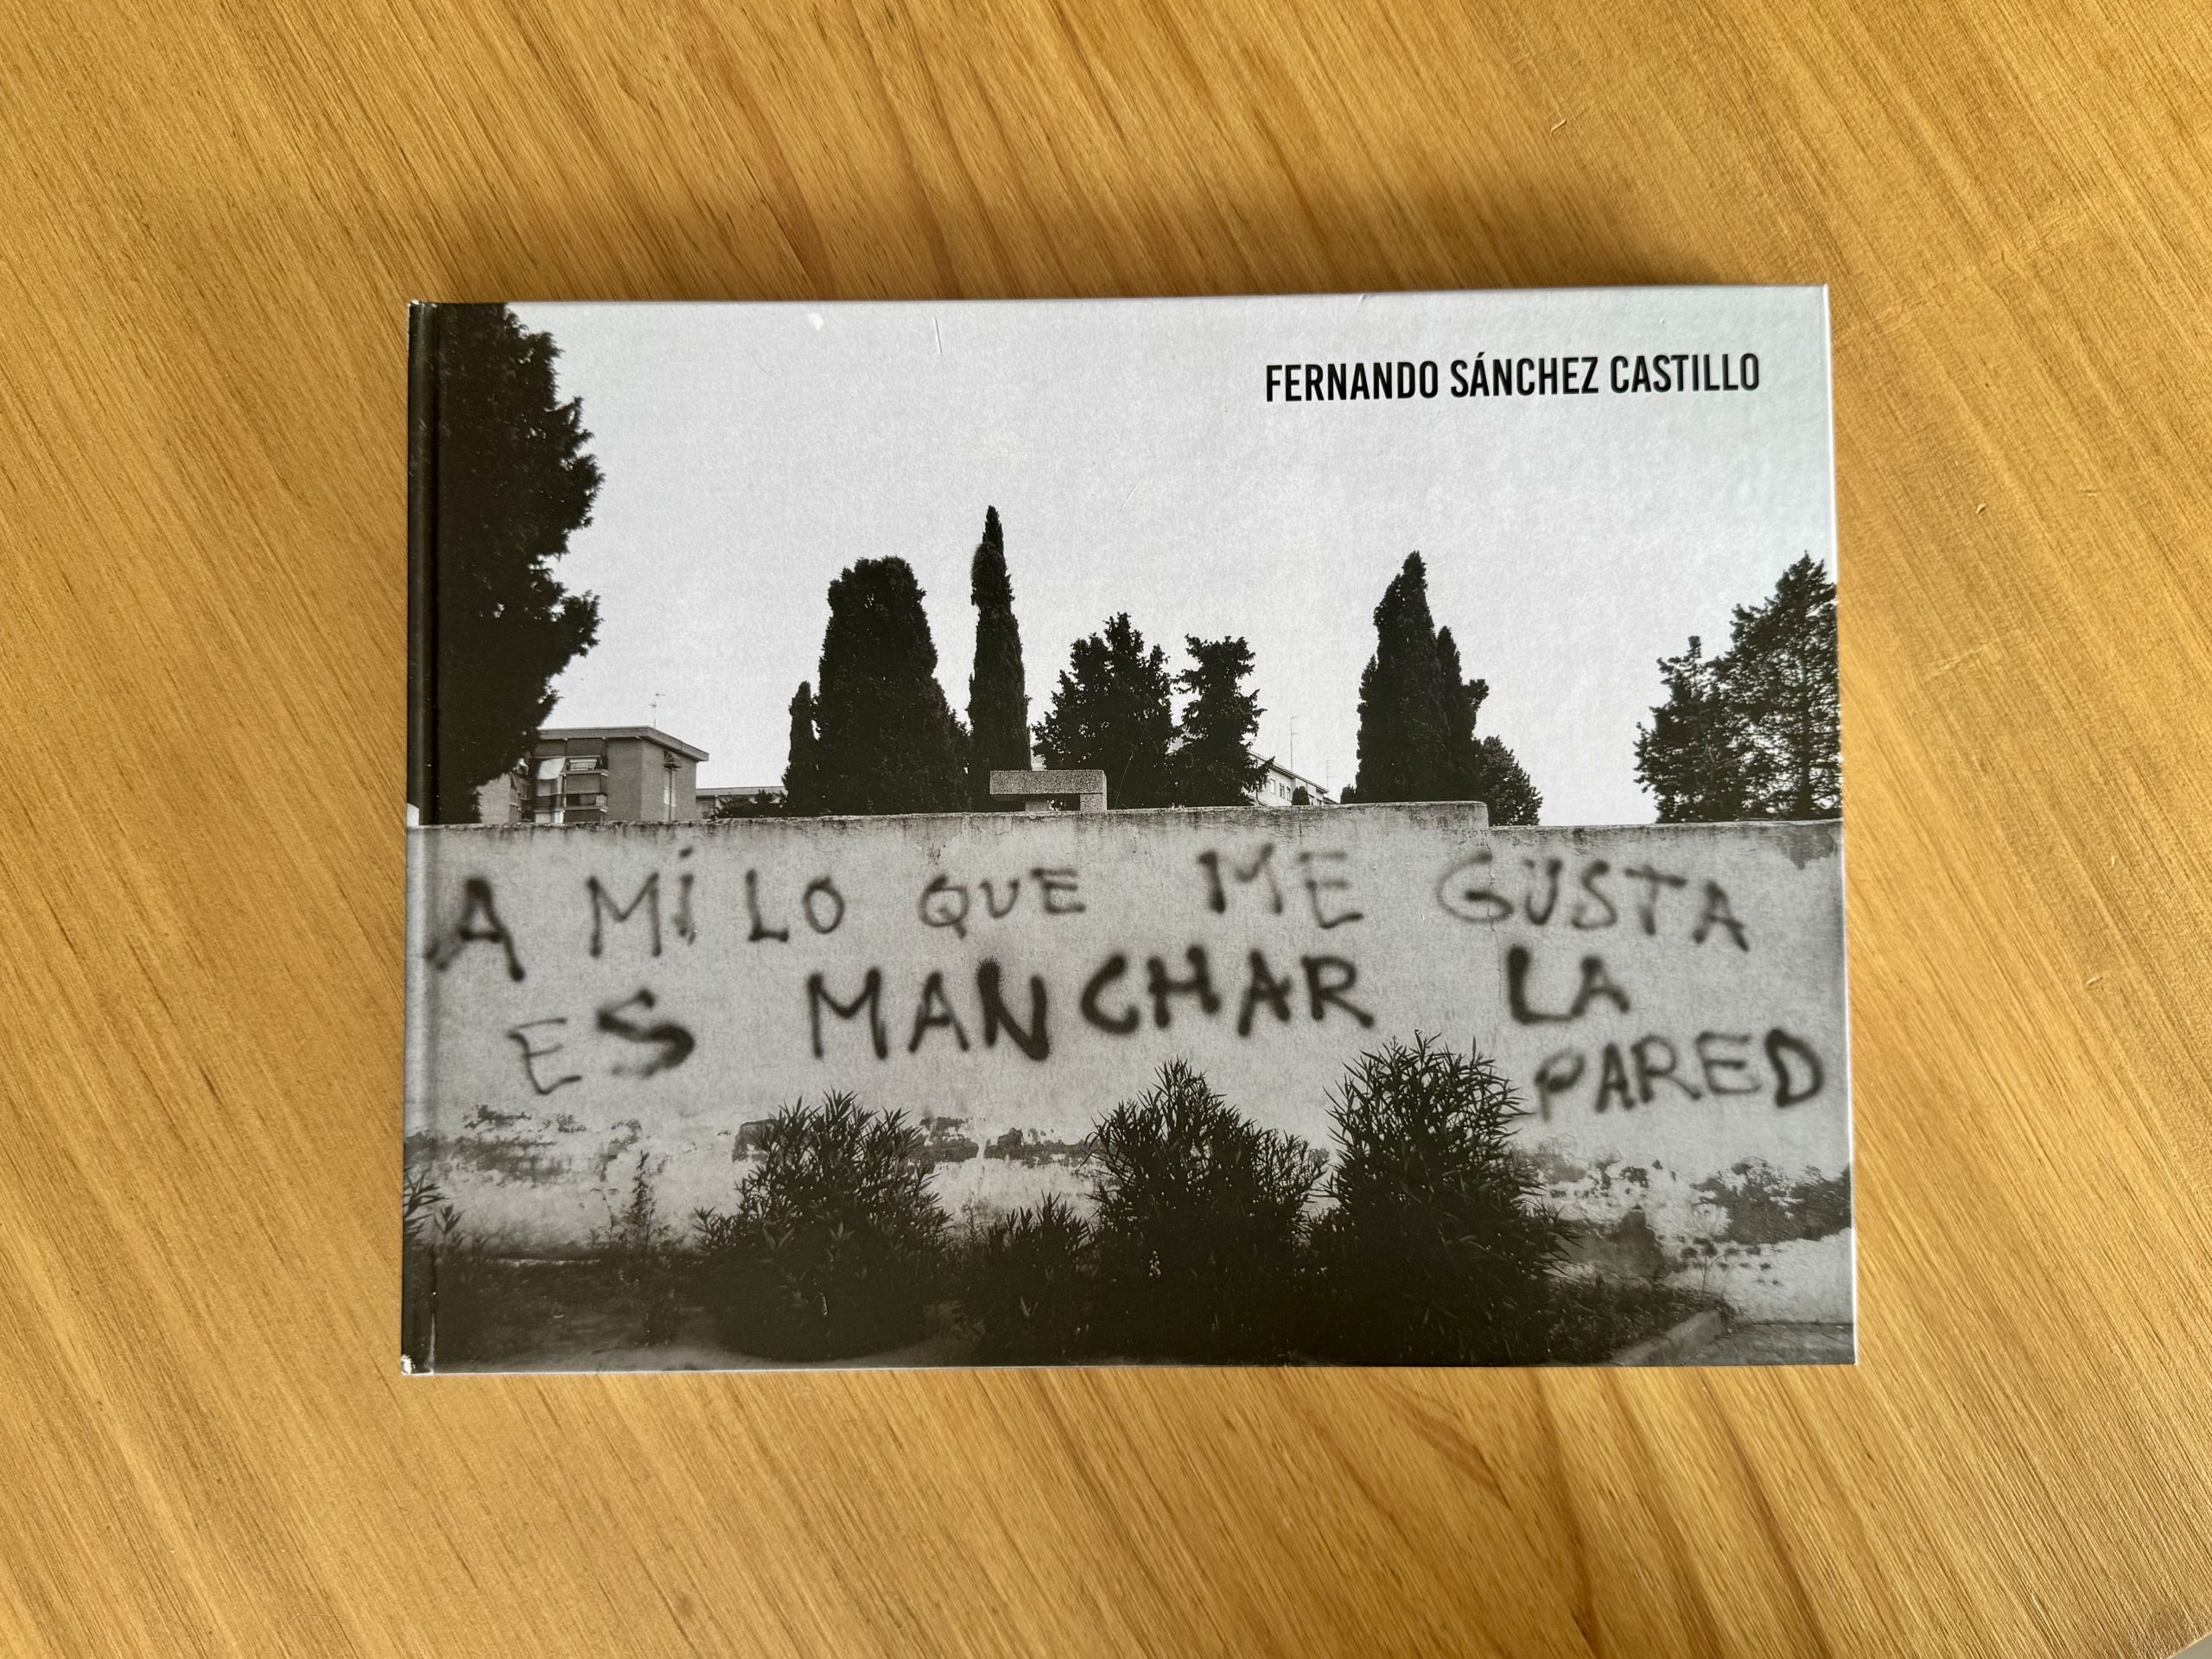 FERNANDO SÁNCHEZ CASTILLO
A MÍ LO QUE ME GUSTA
ES MANCHAR LA
PARED